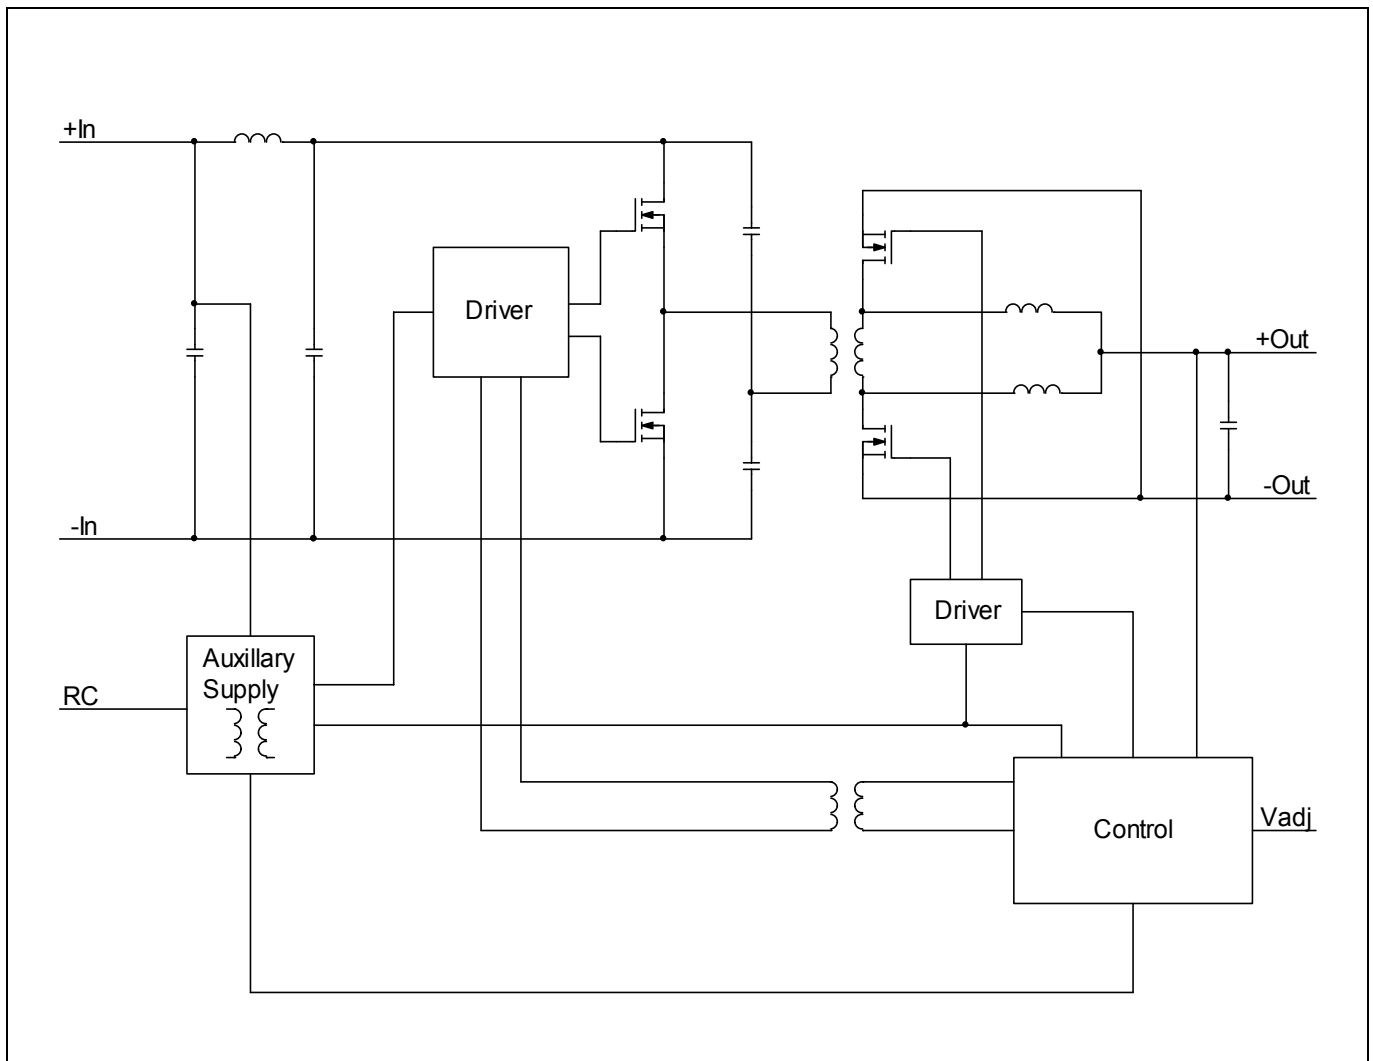 +In
Driver
+Out
-Out
-In
Driver
Auxillary
Supply
RC
Control
Vadj